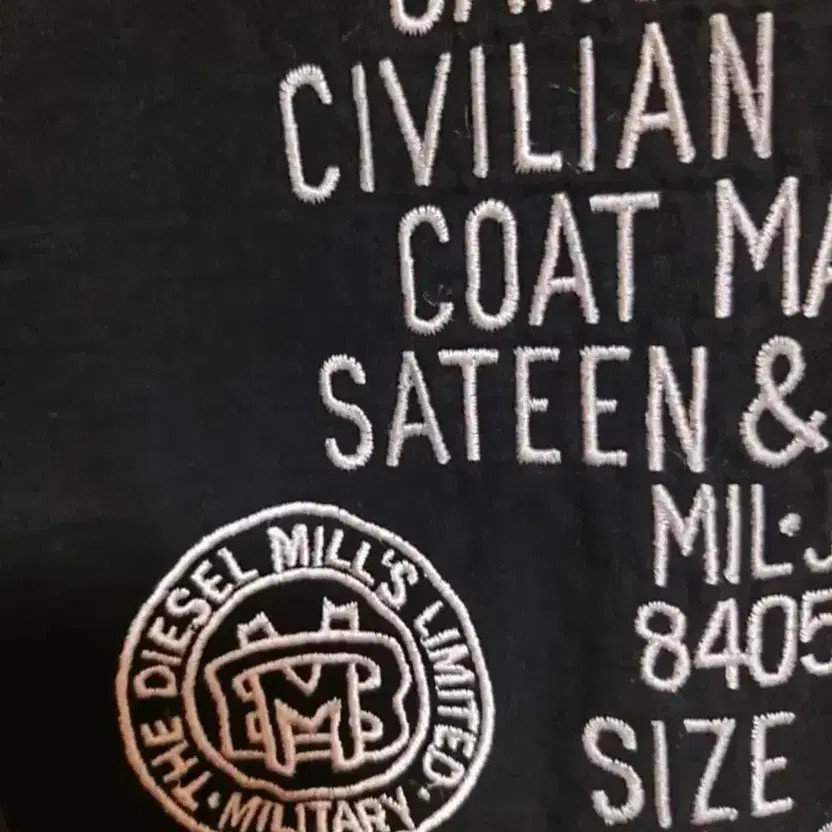 CIVILIAN
COAT MA
SATEEN &
MIL·J
8405
SIZE
THE DIESEL MILL'S LIMITED · MILITARY ·